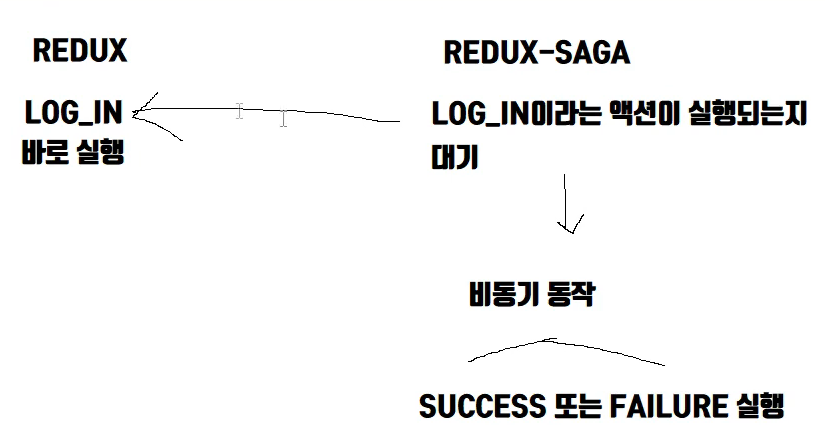 REDUX
LOG_IN
바로 실행
REDUX-SAGA
LOG_IN이라는 액션이 실행되는지
대기
비동기 동작
SUCCESS 또는 FAILURE 실행